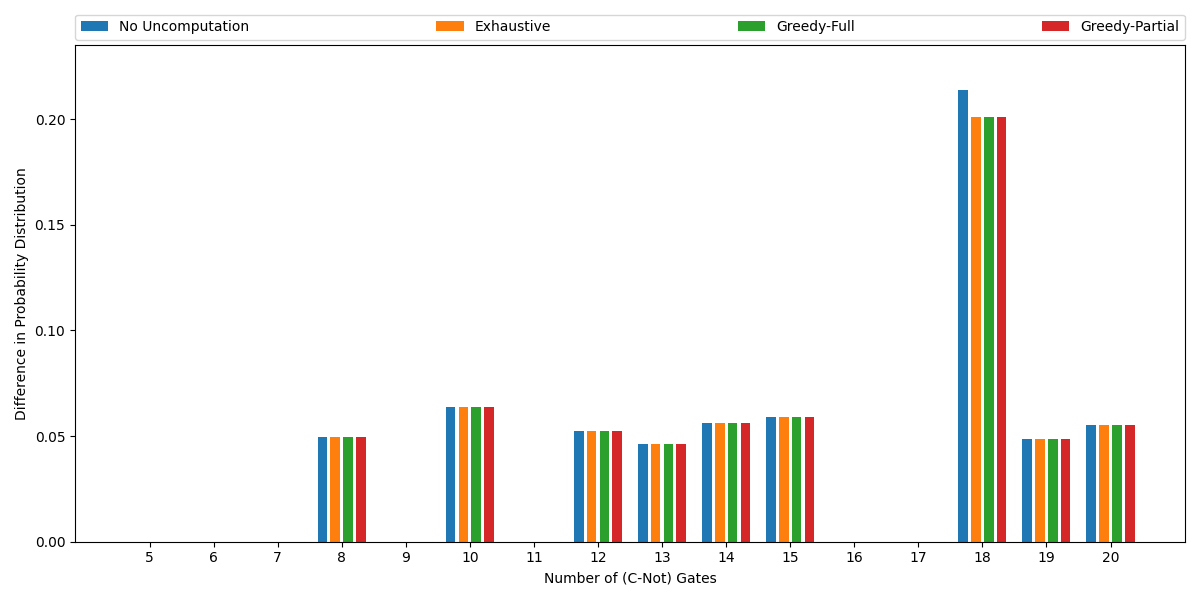 No Uncomputation Exhaustive Greedy-Full Greedy-Partial
Difference in Probability Distribution
0.20
0.15
0.10
0.05
0.00
5 6 7 8 9 10 11 12 13 14 15 16 17 18 19 20
Number of (C-Not) Gates